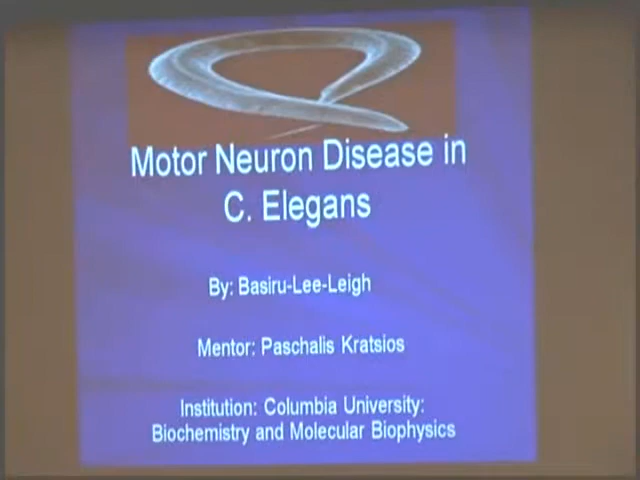 Motor Neuron Disease in
C. Elegans
By: Basiru-Lee-Leigh
Mentor: Paschalis Kratsios
Institution: Columbia University:
Biochemistry and Molecular Biophysics